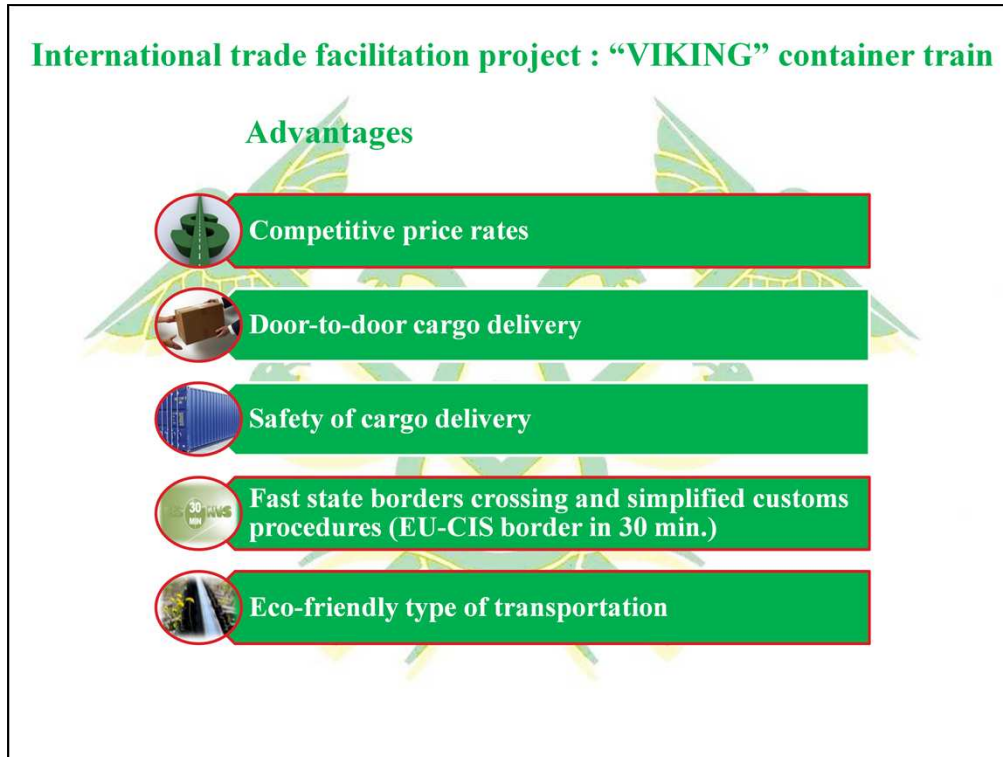 International trade facilitation project : “VIKING” container train
Advantages
Competitive price rates
Door-to-door cargo delivery
Safety of cargo delivery
30
MIN
Fast state borders crossing and simplified customs
procedures (EU-CIS border in 30 min.)
Eco-friendly type of transportation